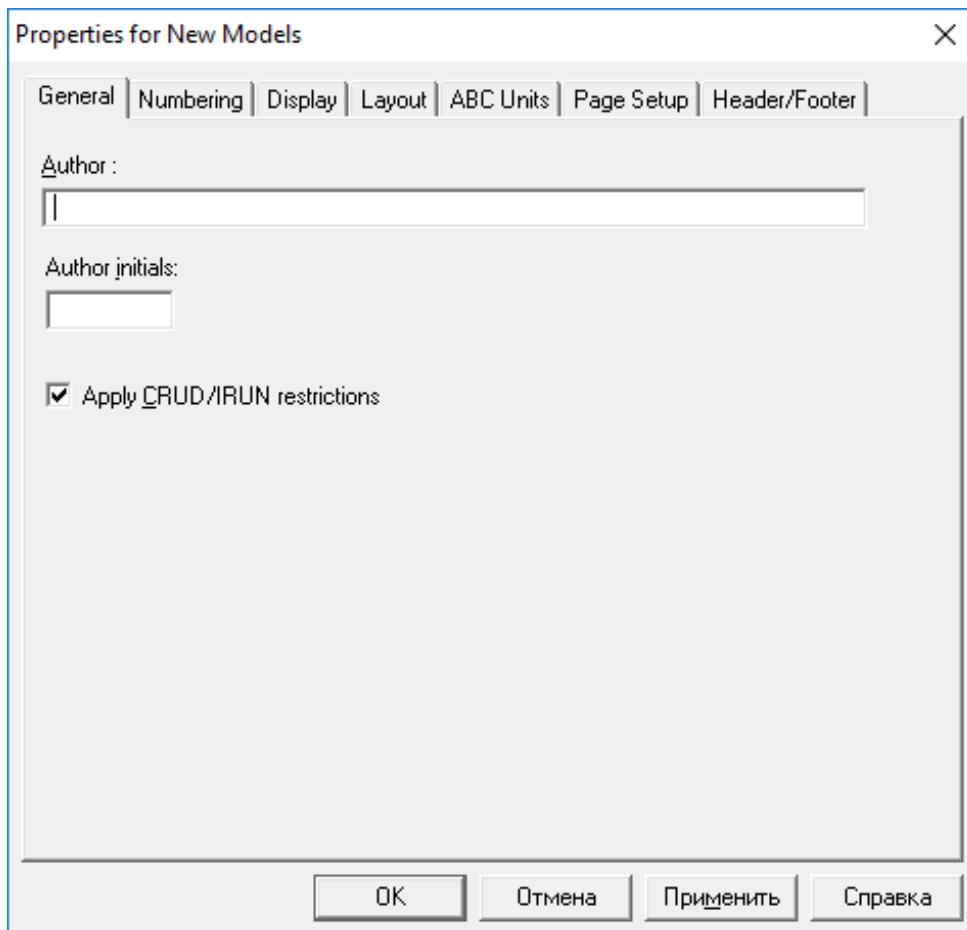 Properties for New Models
General Numbering Display Layout ABC Units Page Setup Header/Footer
Author :
Author initials:
Apply CRUD/IRUN restrictions
OK Отмена Применить Справка